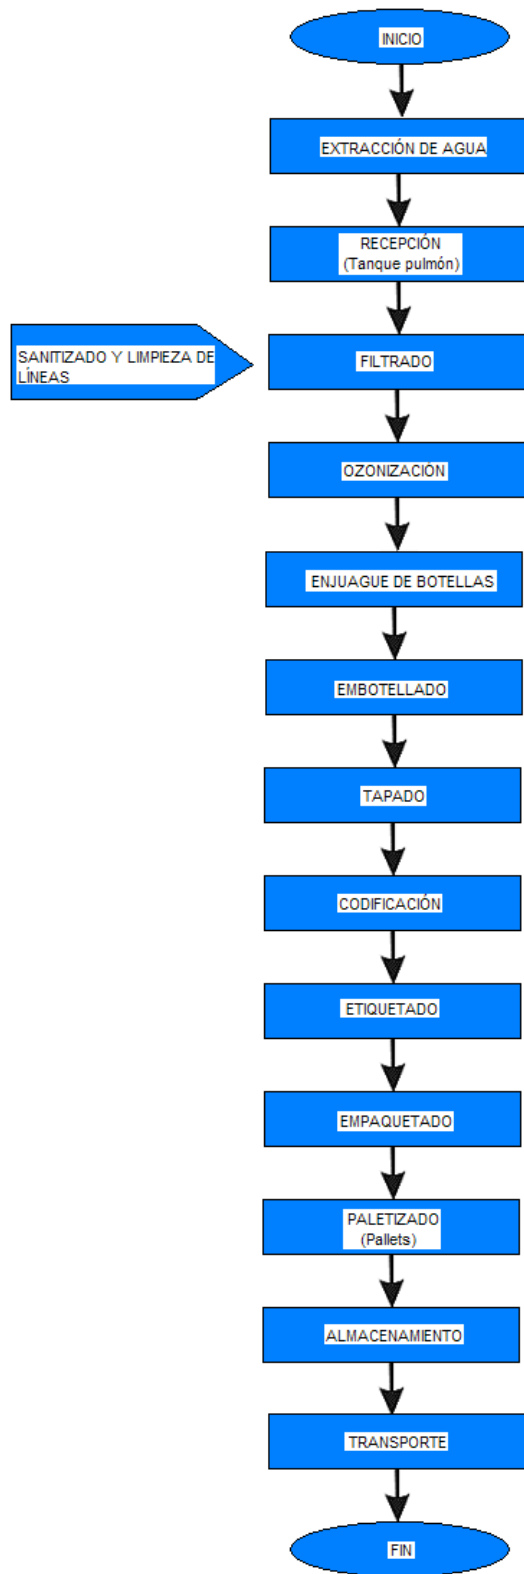 INICIO
EXTRACCIÓN DE AGUA
RECEPCIÓN
(Tanque pulmón)
SANITIZADO Y LIMPIEZA DE
LÍNEAS
FILTRADO
OZONIZACIÓN
ENJUAGUE DE BOTELLAS
EMBOTELLADO
TAPADO
CODIFICACIÓN
ETIQUETADO
EMPAQUETADO
PALETIZADO
(Pallets)
ALMACENAMIENTO
TRANSPORTE
FIN